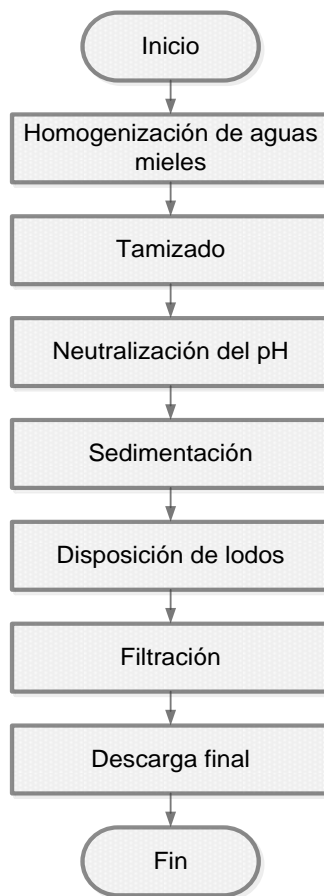 Inicio
Homogenización de aguas
mieles
Tamizado
Neutralización del pH
Sedimentación
Disposición de lodos
Filtración
Descarga final
Fin